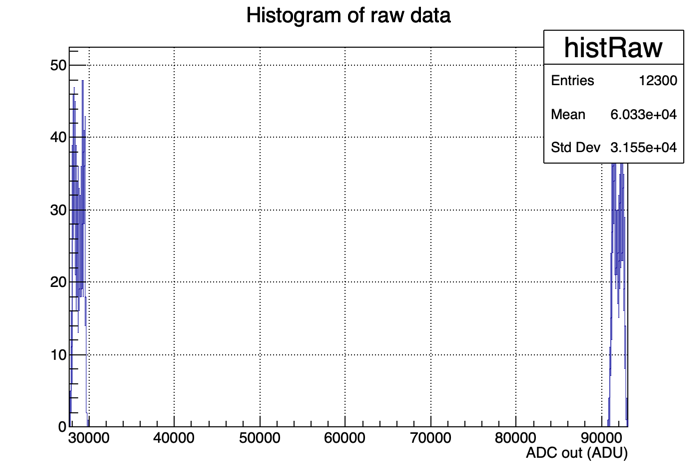 Histogram of raw data
histRaw
Entries 12300
Mean 6.033e+04
Std Dev 3.155e+04
50
40
30
20
10
0
30000 40000 50000 60000 70000 80000 90000
ADC out (ADU)